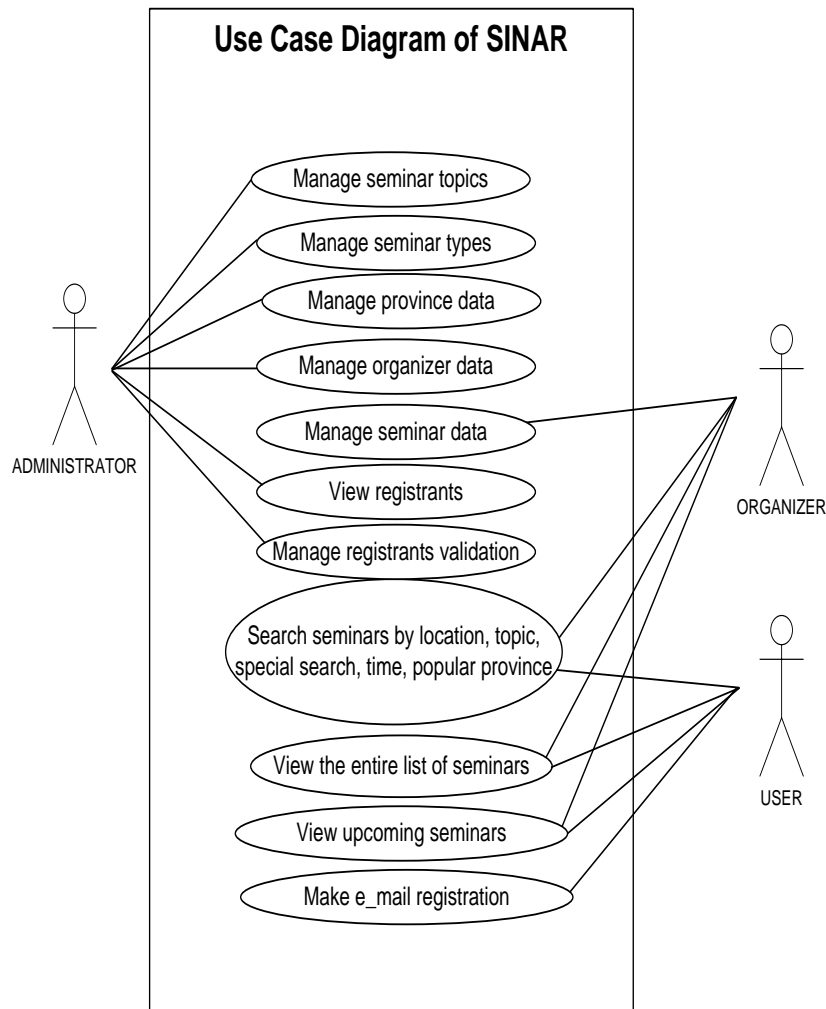 Use Case Diagram of SINAR
Manage seminar topics
Manage seminar types
Manage province data
Manage organizer data
Manage seminar data
View registrants
Manage registrants validation
Search seminars by location, topic,
special search, time, popular province
View the entire list of seminars
View upcoming seminars
Make e_mail registration
ADMINISTRATOR
ORGANIZER
USER